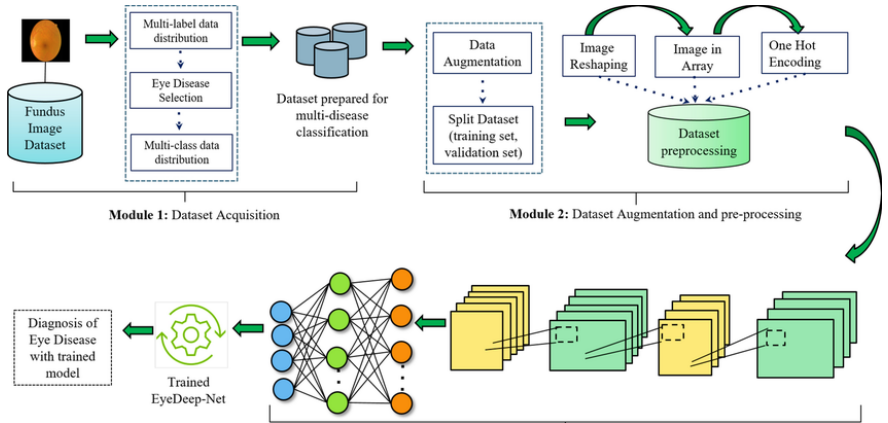 Fundus
Image
Dataset
Multi-label data
distribution
Eye Disease
Selection
Multi-class data
distribution
Dataset prepared for
multi-disease
classification
Module 1: Dataset Acquisition
Data
Augmentation
Split Dataset
(training set,
validation set)
Image
Reshaping
Image in
Array
One Hot
Encoding
Dataset
preprocessing
Module 2: Dataset Augmentation and pre-processing
Diagnosis of
Eye Disease
with trained
model
Trained
EyeDeep-Net